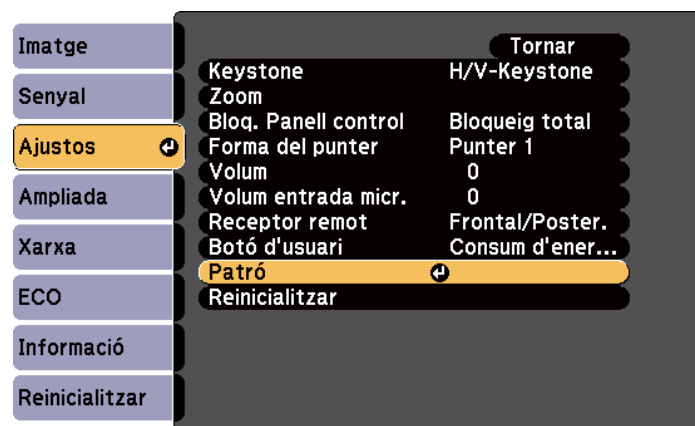 Imatge
Senyal
Ajustos
Ampliada
Xarxa
ECO
Informació
Reinicialitzar
Tornar
Keystone H/V-Keystone
Zoom
Bloq. Panell control Bloqueig total
Forma del punter Punter 1
Volum 0
Volum entrada micr. 0
Receptor remot Frontal/Poster.
Botó d'usuari Consum d'ener...
Patró
Reinicialitzar